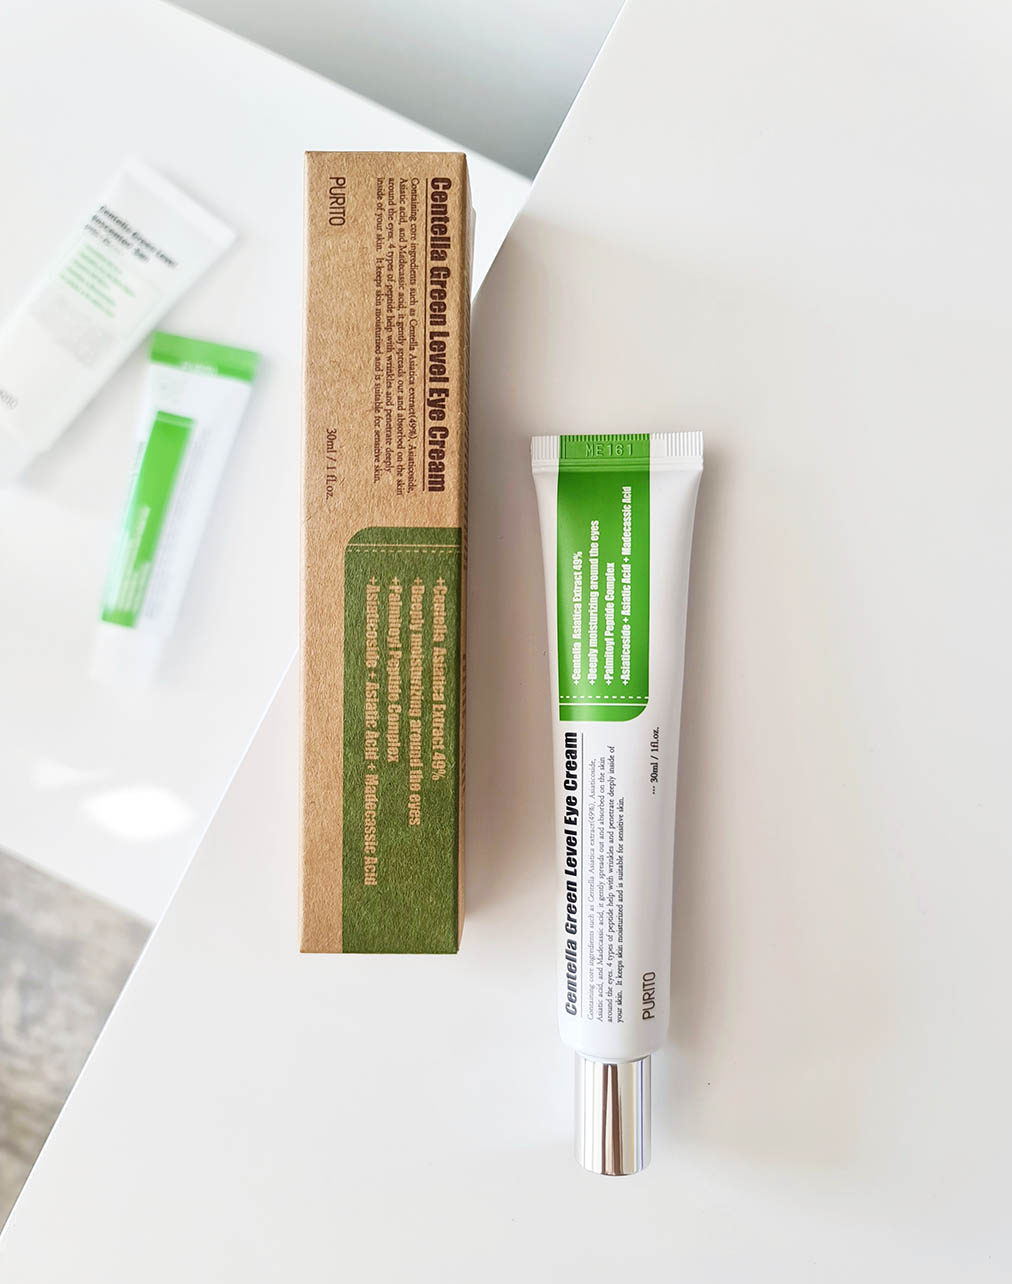 Centella Green Level Eye Cream
Containing core ingredients such as Centella Asiatica extract(49%), Asiaticoside,
Asiatic acid, and Madecassic acid, it gently spreads out and absorbed on the skin
around the eyes. 4 types of peptide help with wrinkles and penetrate deeply
inside of your skin. It keeps skin moisturized and is suitable for sensitive skin.
PURITO
30ml / 1 fl.oz.
+Centella Asiatica Extract 49%
+Deeply moisturizing around the eyes
+Palmitoyl Peptide Complex
+Asiaticoside + Asiatic Acid + Madecassic Acid
ME161
+Centella Asiatica Extract 49%
+Deeply moisturizing around the eyes
+Palmitoyl Peptide Complex
+Asiaticoside + Asiatic Acid + Madecassic Acid
Centella Green Level Eye Cream
Containing core ingredients such as Centella Asiatica extract(49%), Asiaticoside,
Asiatic acid, and Madecassic acid, it gently spreads out and absorbed on the skin
around the eyes. 4 types of peptide help with wrinkles and penetrate deeply inside of
your skin. It keeps skin moisturized and is suitable for sensitive skin.
--- 30ml / 1fl.oz.
PURITO
Centella Green Level